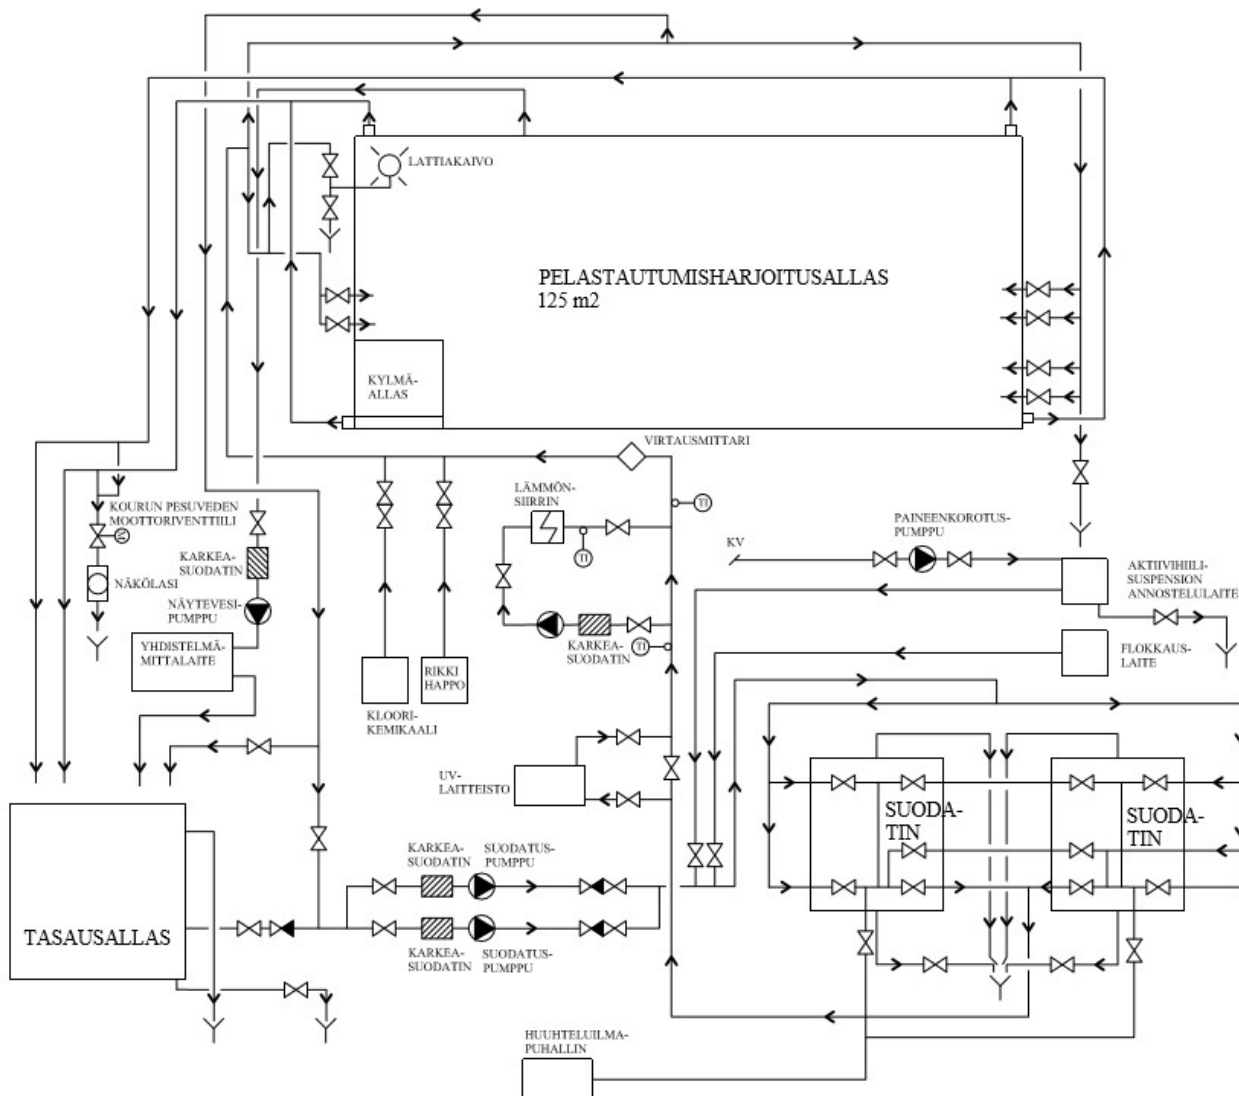 LATTIAKAIVO
PELASTAUTUMISHARJOITUSALLAS
125 m2
KYLMÄ-
ALLAS
VIRTAUSMITTARI
LÄMMÖN-
SIIRRIN
TI
TI
KOURUN PESUVEDEN
MOOTTORIVENTTIILI
M
KARKEA-
SUODATIN
NÄKÖLASI
NÄYTEVESI-
PUMPPU
YHDISTELMÄ-
MITTALAITE
PAINEENKOROTUS-
PUMPPU
KV
AKTIIVIHIILI-
SUSPENSION
ANNOSTELULAITE
KARKEA-
SUODATIN
TI
FLOKKAUS-
LAITE
RIKKI
HAPPO
KLOORI-
KEMIKAALI
UV-
LAITTEISTO
SUODA-
TIN
SUODA-
TIN
KARKEA-
SUODATIN
SUODATUS-
PUMPPU
TASAUSALLAS
KARKEA-
SUODATIN
SUODATUS-
PUMPPU
HUUHTELUILMA-
PUHALLIN